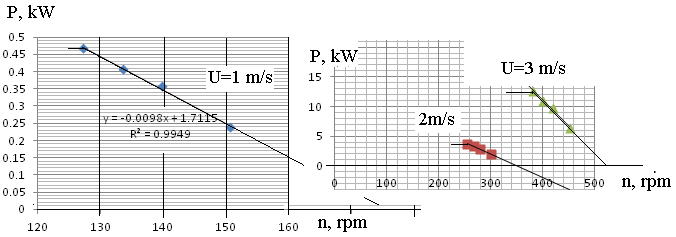 P, kW
0.5
0.45
0.4
0.35
0.3
0.25
0.2
0.15
0.1
0.05
0
120 130 140 150 160
n, rpm
U=1 m/s
y = -0.0098x + 1.7115
R² = 0.9949
P, kW
15
10
5
0
0 100 200 300 400 500
n, rpm
U=3 m/s
2m/s